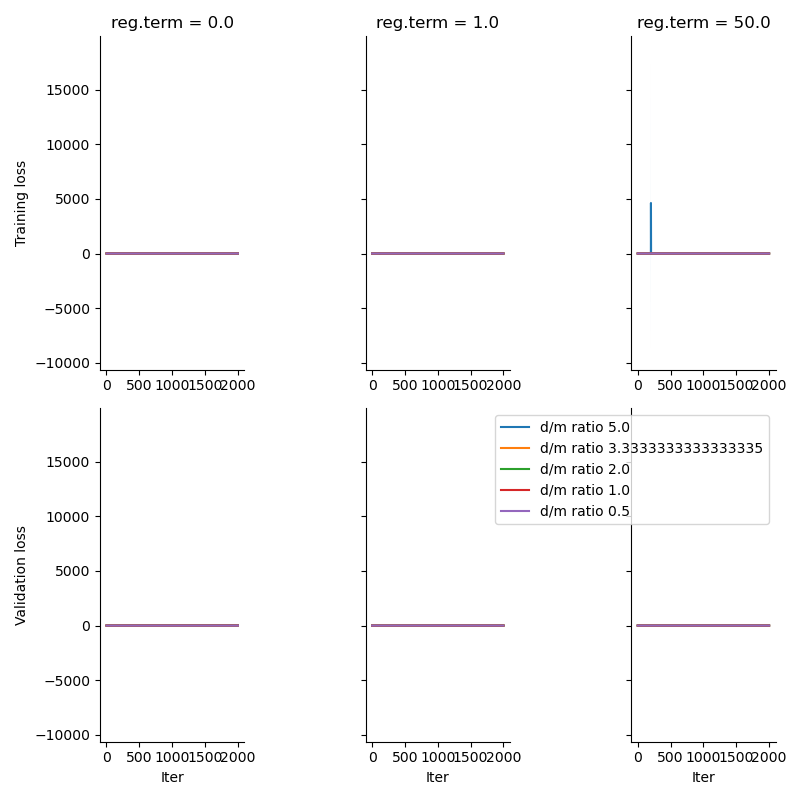 reg.term = 0.0 reg.term = 1.0 reg.term = 50.0
Training loss
15000
10000
5000
0
−5000
−10000
0 500 1000 1500 2000 0 500 1000 1500 2000 0 500 1000 1500 2000
Validation loss
15000
10000
5000
0
−5000
−10000
d/m ratio 5.0
d/m ratio 3.3333333333333335
d/m ratio 2.0
d/m ratio 1.0
d/m ratio 0.5
0 500 1000 1500 2000 0 500 1000 1500 2000 0 500 1000 1500 2000
Iter Iter Iter